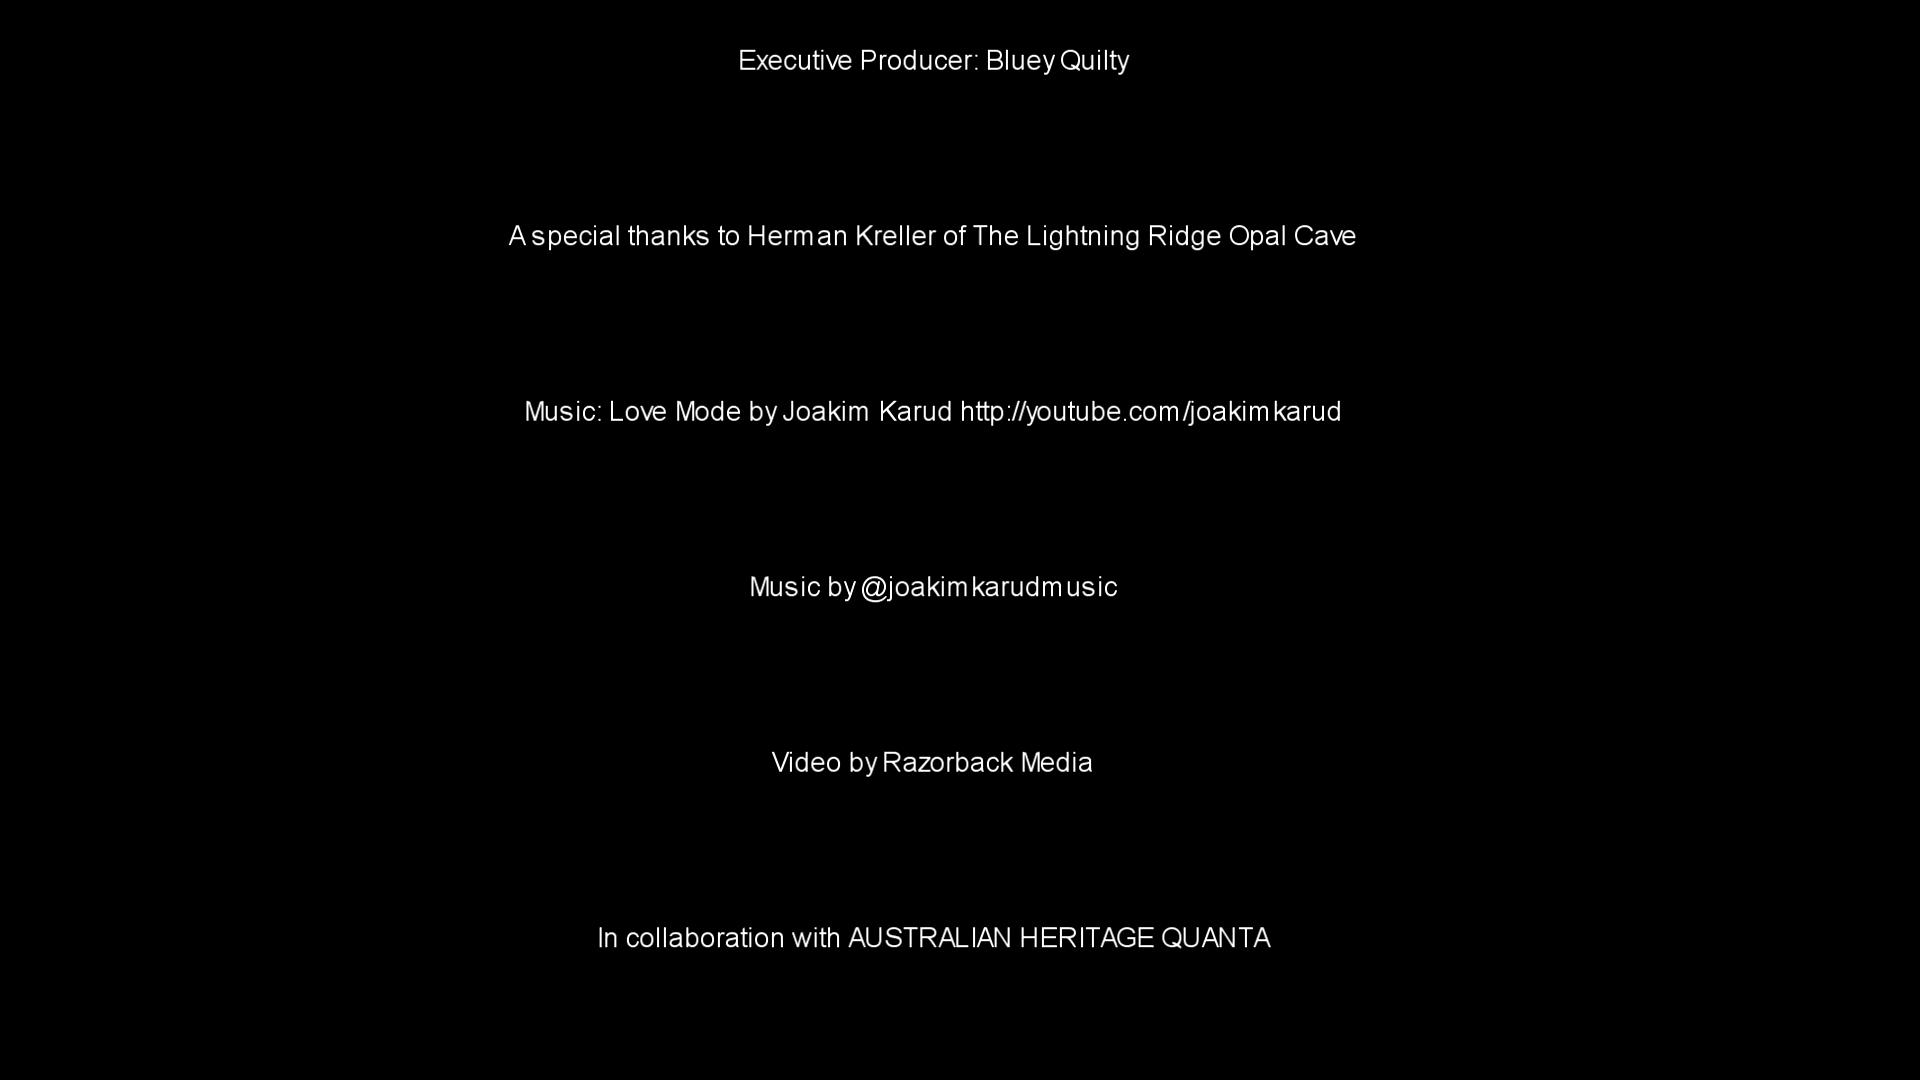 Executive Producer: Bluey Quilty
A special thanks to Herman Kreller of The Lightning Ridge Opal Cave
Music: Love Mode by Joakim Karud http://youtube.com/joakimkarud
Music by @joakimkarudmusic
Video by Razorback Media
In collaboration with AUSTRALIAN HERITAGE QUANTA